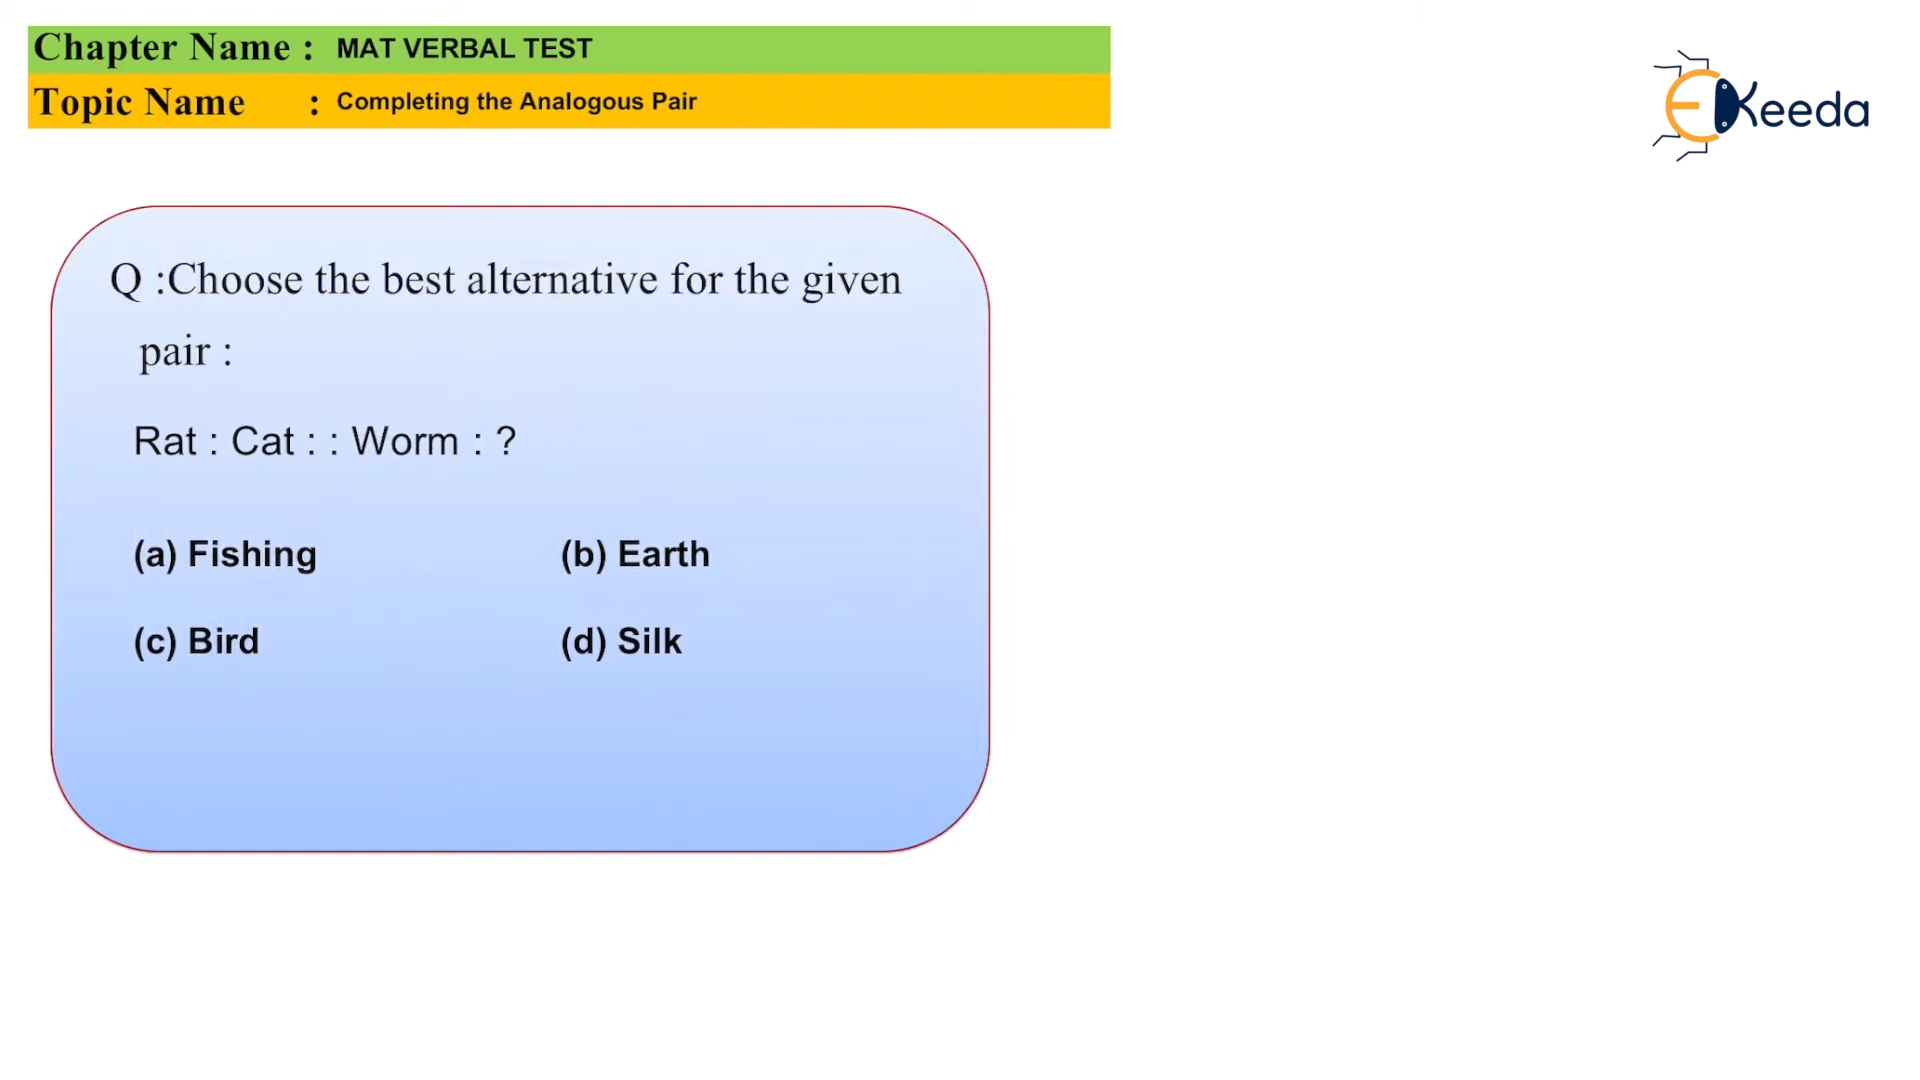 Chapter Name : MAT VERBAL TEST
Topic Name : Completing the Analogous Pair
EKeeda
Q :Choose the best alternative for the given
pair :
Rat : Cat : : Worm : ?
(a) Fishing (b) Earth
(c) Bird (d) Silk